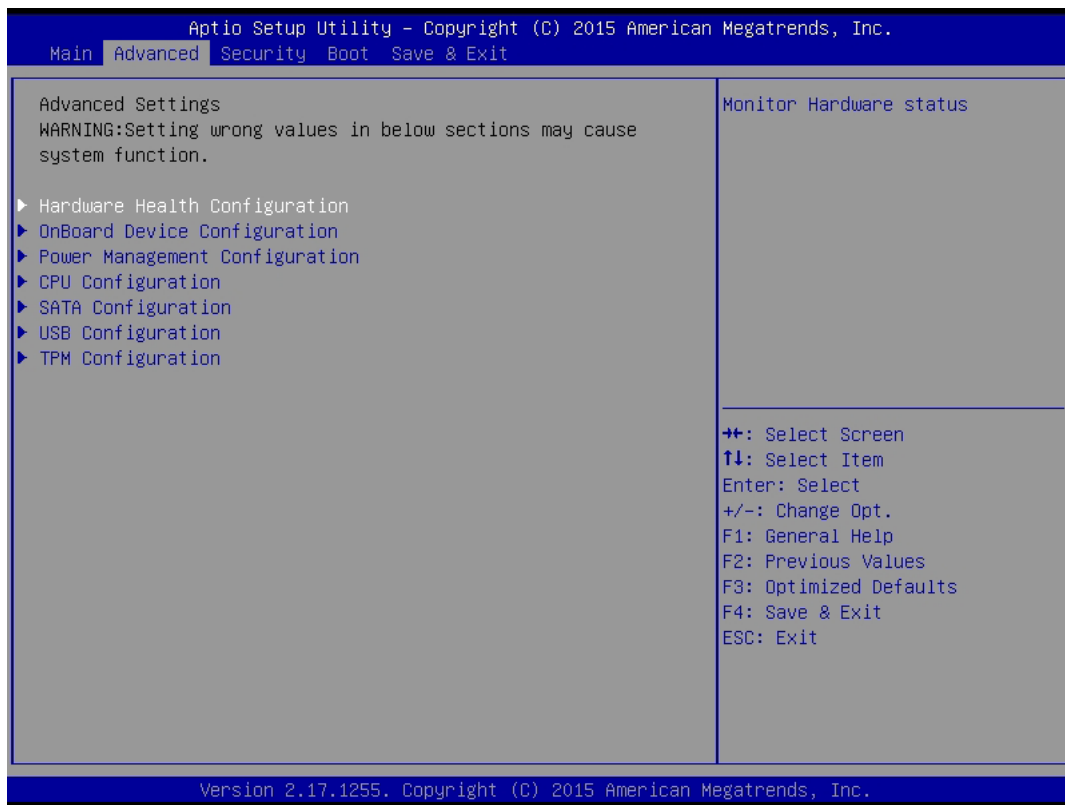 Aptio Setup Utility – Copyright (C) 2015 American Megatrends, Inc.
Main Advanced Security Boot Save & Exit
Advanced Settings
WARNING:Setting wrong values in below sections may cause
system function.
Hardware Health Configuration
OnBoard Device Configuration
Power Management Configuration
CPU Configuration
SATA Configuration
USB Configuration
TPM Configuration
Monitor Hardware status
→←: Select Screen
↑↓: Select Item
Enter: Select
+/-: Change Opt.
F1: General Help
F2: Previous Values
F3: Optimized Defaults
F4: Save & Exit
ESC: Exit
Version 2.17.1255. Copyright (C) 2015 American Megatrends, Inc.